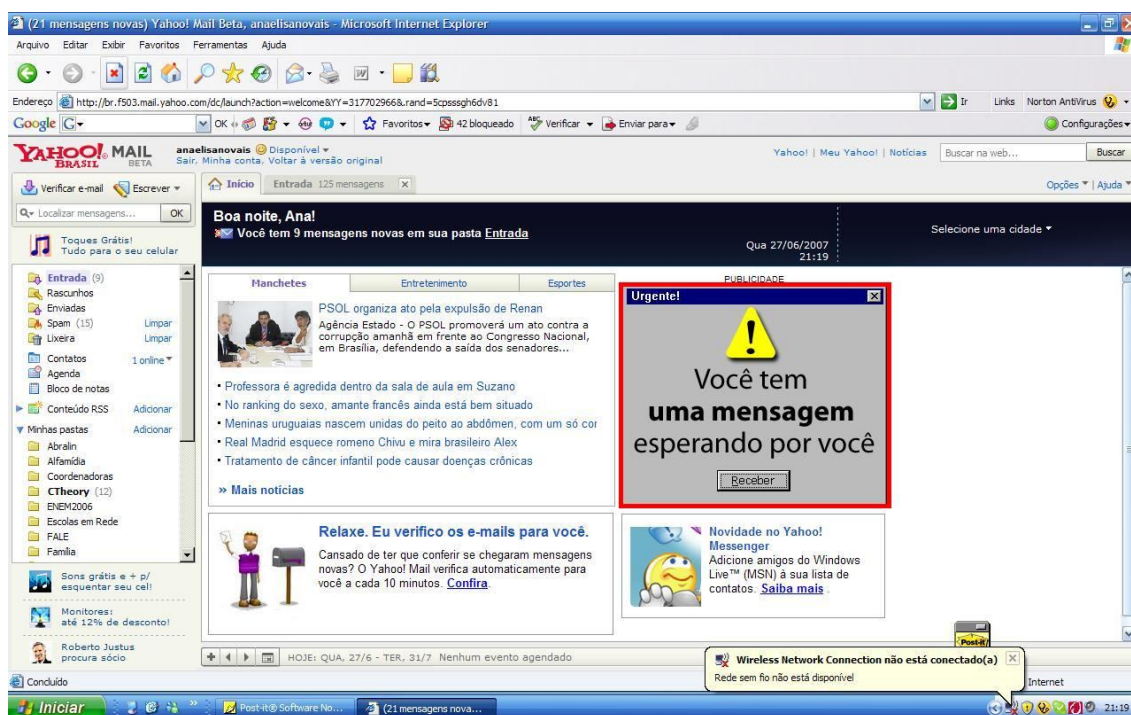 (21 mensagens novas) Yahoo! Mail Beta, anaelisanovais - Microsoft Internet Explorer
Arquivo Editar Exibir Favoritos Ferramentas Ajuda
Endereço http://br.f503.mail.yahoo.com/dc/launch?action=welcome&YY=317702966&.rand=5cpsssgh6dv81 Ir Links Norton AntiVirus
Google G OK Favoritos 42 bloqueado Verificar Enviar para Configurações
YAHOO! MAIL anaelisanovais Disponível
BRASIL BETA Sair, Minha conta, Voltar à versão original Yahoo! | Meu Yahoo! | Notícias Buscar na web... Buscar
Verificar e-mail Escrever Início Entrada 125 mensagens X Opções | Ajuda
Localizar mensagens... OK
Boa noite, Ana!
Você tem 9 mensagens novas em sua pasta Entrada
Qua 27/06/2007
21:19
Selecione uma cidade
Toques Grátis!
Tudo para o seu celular
Entrada (9)
Rascunhos
Enviadas
Spam (15) Limpar
Lixeira Limpar
Contatos 1 online
Agenda
Bloco de notas
Conteúdo RSS Adicionar
Minhas pastas Adicionar
Abralin
Alfamídia
Coordenadoras
CTheory (12)
ENEM2006
Escolas em Rede
FALE
Família
Sons grátis e + p/
esquentar seu cel!
Monitores:
até 12% de desconto!
Roberto Justus
procura sócio
Manchetes Entretenimento Esportes
PSOL organiza ato pela expulsão de Renan
Agência Estado - O PSOL promoverá um ato contra a
corrupção amanhã em frente ao Congresso Nacional,
em Brasília, defendendo a saída dos senadores...
• Professora é agredida dentro da sala de aula em Suzano
• No ranking do sexo, amante francês ainda está bem situado
• Meninas uruguaias nascem unidas do peito ao abdômen, com um só cor
• Real Madrid esquece romeno Chivu e mira brasileiro Alex
• Tratamento de câncer infantil pode causar doenças crônicas
» Mais notícias
PUBLICIDADE
Urgente!
Você tem
uma mensagem
esperando por você
Receber
Relaxe. Eu verifico os e-mails para você.
Cansado de ter que conferir se chegaram mensagens
novas? O Yahoo! Mail verifica automaticamente para
você a cada 10 minutos. Confira.
Novidade no Yahoo!
Messenger
Adicione amigos do Windows
Live™ (MSN) à sua lista de
contatos. Saiba mais.
HOJE: QUA, 27/6 - TER, 31/7 Nenhum evento agendado
Post-it
Wireless Network Connection não está conectado(a)
Rede sem fio não está disponível
Concluído Internet
Iniciar Post-it® Software No... (21 mensagens nova... 21:19